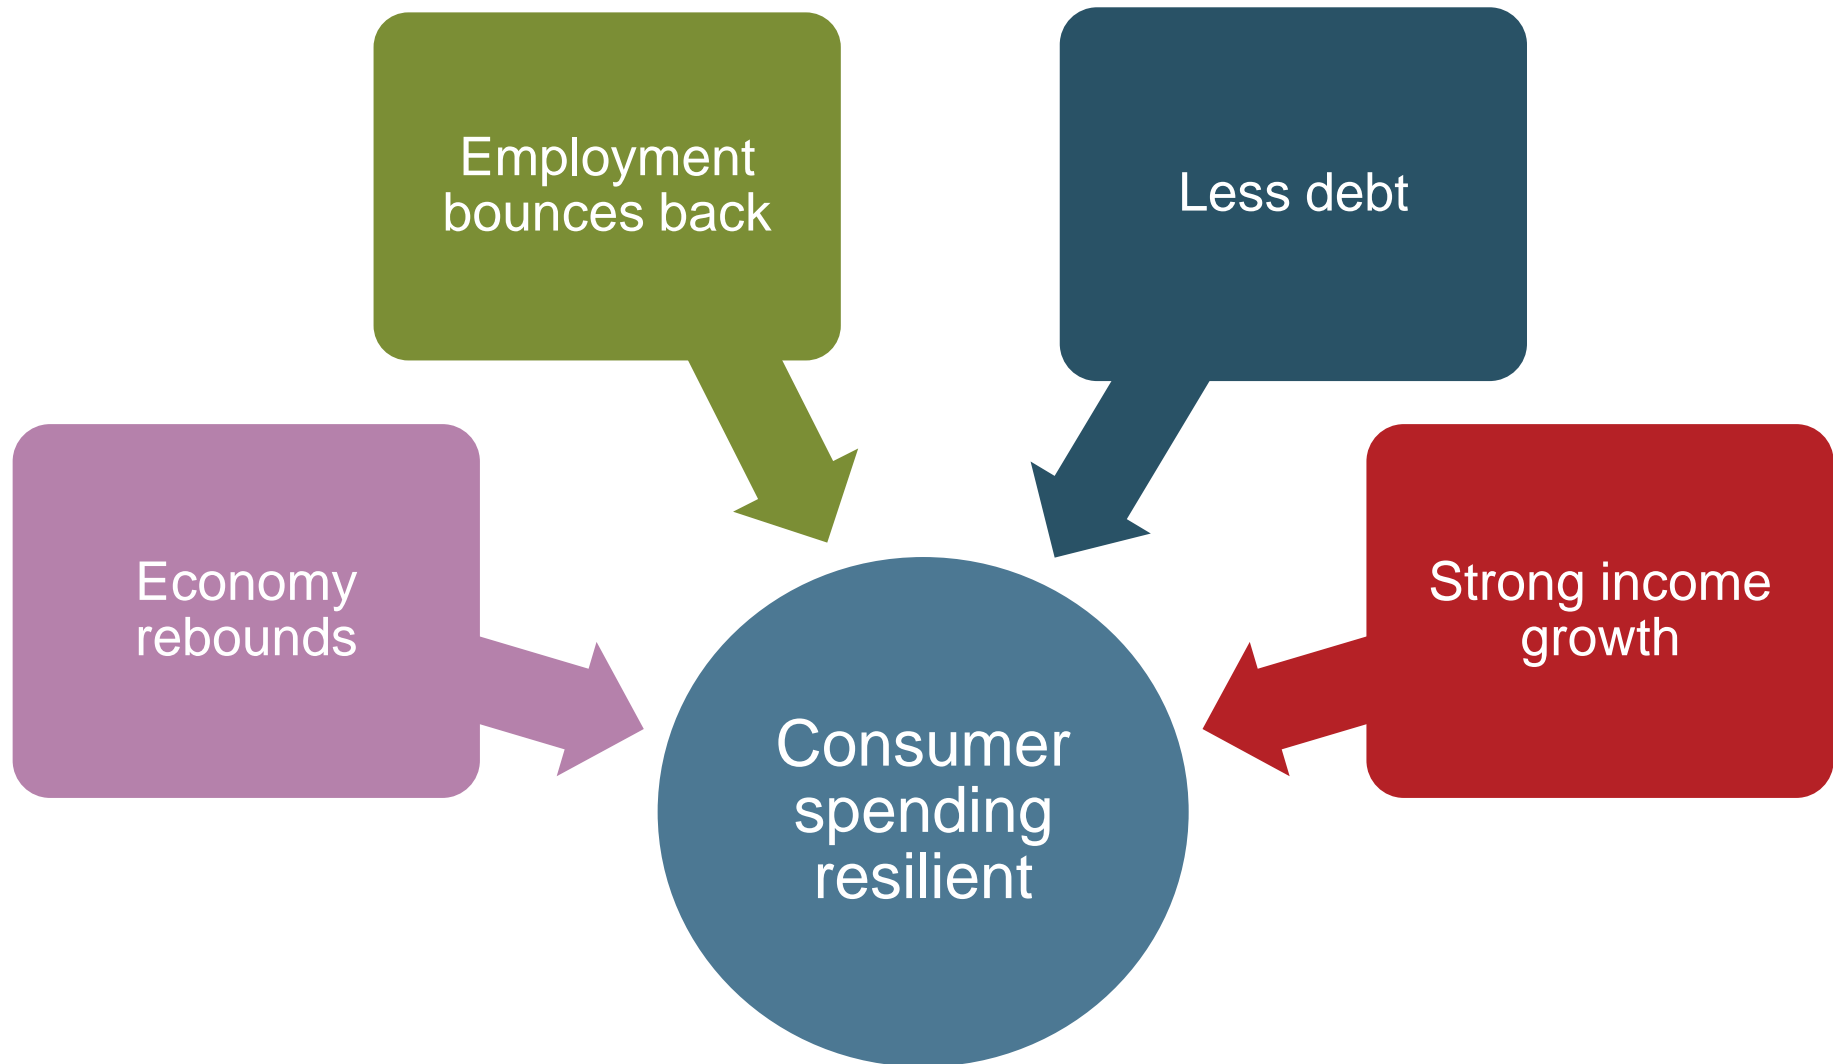 Employment
bounces back
Less debt
Economy
rebounds
Strong income
growth
Consumer
spending
resilient